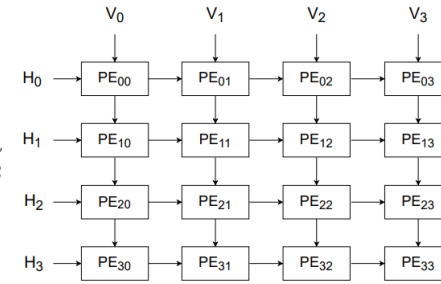 V₀ V₁ V₂ V₃
H₀ PE₀₀ PE₀₁ PE₀₂ PE₀₃
H₁ PE₁₀ PE₁₁ PE₁₂ PE₁₃
H₂ PE₂₀ PE₂₁ PE₂₂ PE₂₃
H₃ PE₃₀ PE₃₁ PE₃₂ PE₃₃